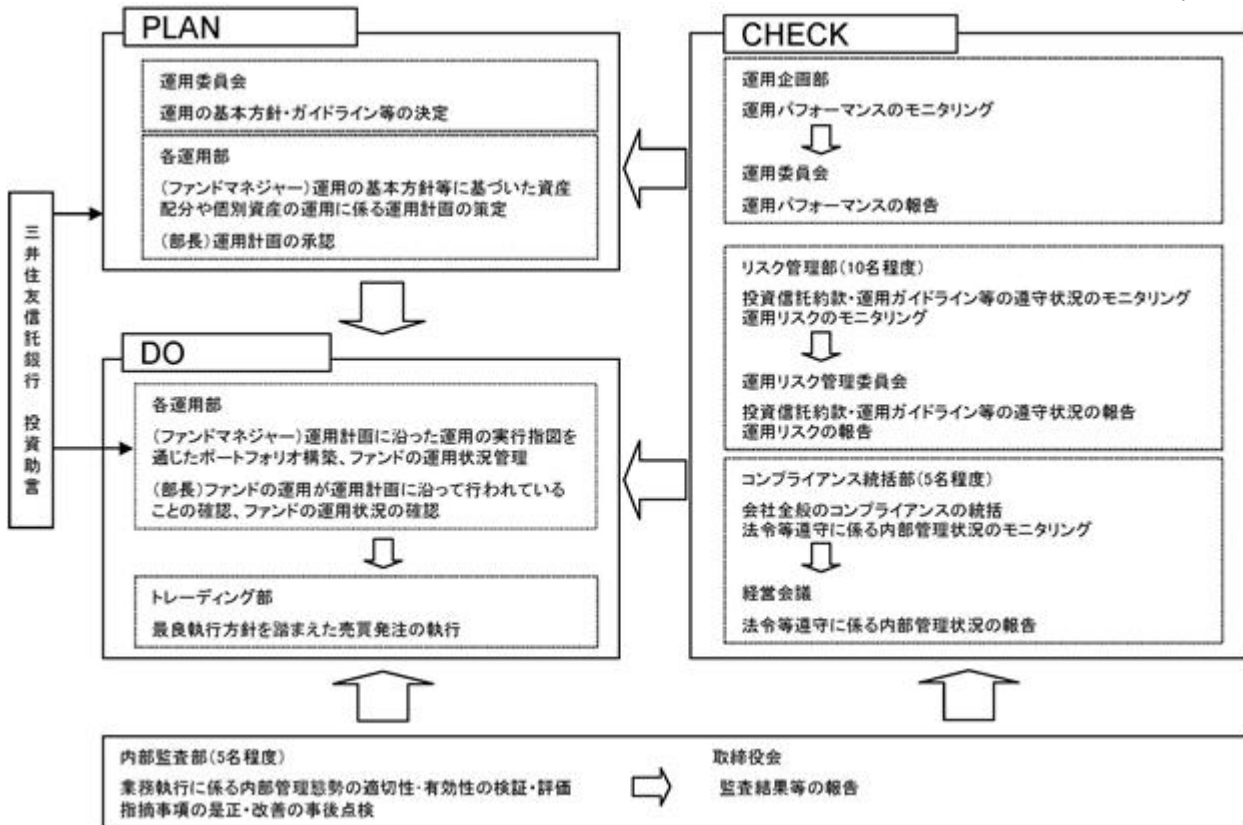 PLAN
運用委員会
運用の基本方針・ガイドライン等の決定
各運用部
(ファンドマネジャー)運用の基本方針等に基づいた資産
配分や個別資産の運用に係る運用計画の策定
(部長)運用計画の承認
三井住友信託銀行 投資助言
DO
各運用部
(ファンドマネジャー)運用計画に沿った運用の実行指図を
通じたポートフォリオ構築、ファンドの運用状況管理
(部長)ファンドの運用が運用計画に沿って行われている
ことの確認、ファンドの運用状況の確認
トレーディング部
最良執行方針を踏まえた売買発注の執行
CHECK
運用企画部
運用パフォーマンスのモニタリング
運用委員会
運用パフォーマンスの報告
リスク管理部(10名程度)
投資信託約款・運用ガイドライン等の遵守状況のモニタリング
運用リスクのモニタリング
運用リスク管理委員会
投資信託約款・運用ガイドライン等の遵守状況の報告
運用リスクの報告
コンプライアンス統括部(5名程度)
会社全般のコンプライアンスの統括
法令等遵守に係る内部管理状況のモニタリング
経営会議
法令等遵守に係る内部管理状況の報告
内部監査部(5名程度)
業務執行に係る内部管理態勢の適切性・有効性の検証・評価
指摘事項の是正・改善の事後点検
取締役会
監査結果等の報告